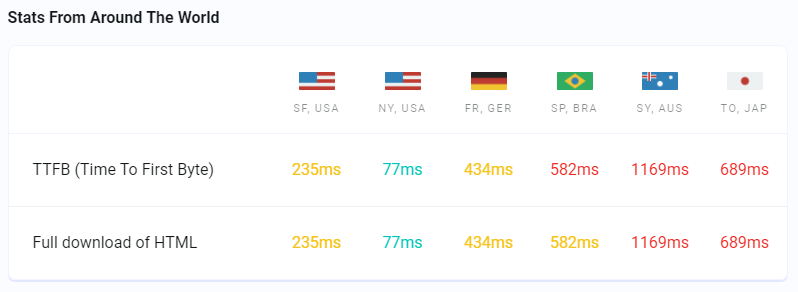 Stats From Around The World
SF, USA NY, USA FR, GER SP, BRA SY, AUS TO, JAP
TTFB (Time To First Byte) 235ms 77ms 434ms 582ms 1169ms 689ms
Full download of HTML 235ms 77ms 434ms 582ms 1169ms 689ms